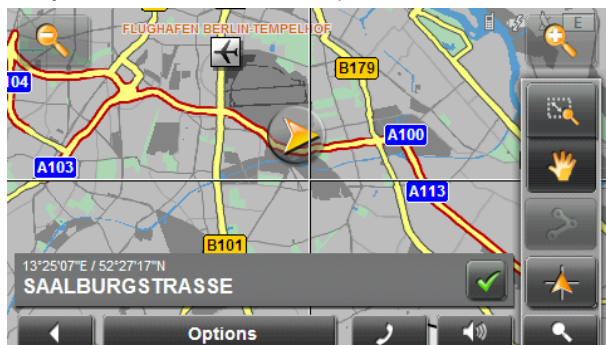 FLUGHAFEN BERLIN-TEMPELHOF
E
B179
04
A100
A103
A113
B101
13°25'07"E / 52°27'17"N
SAALBURGSTRASSE
Options